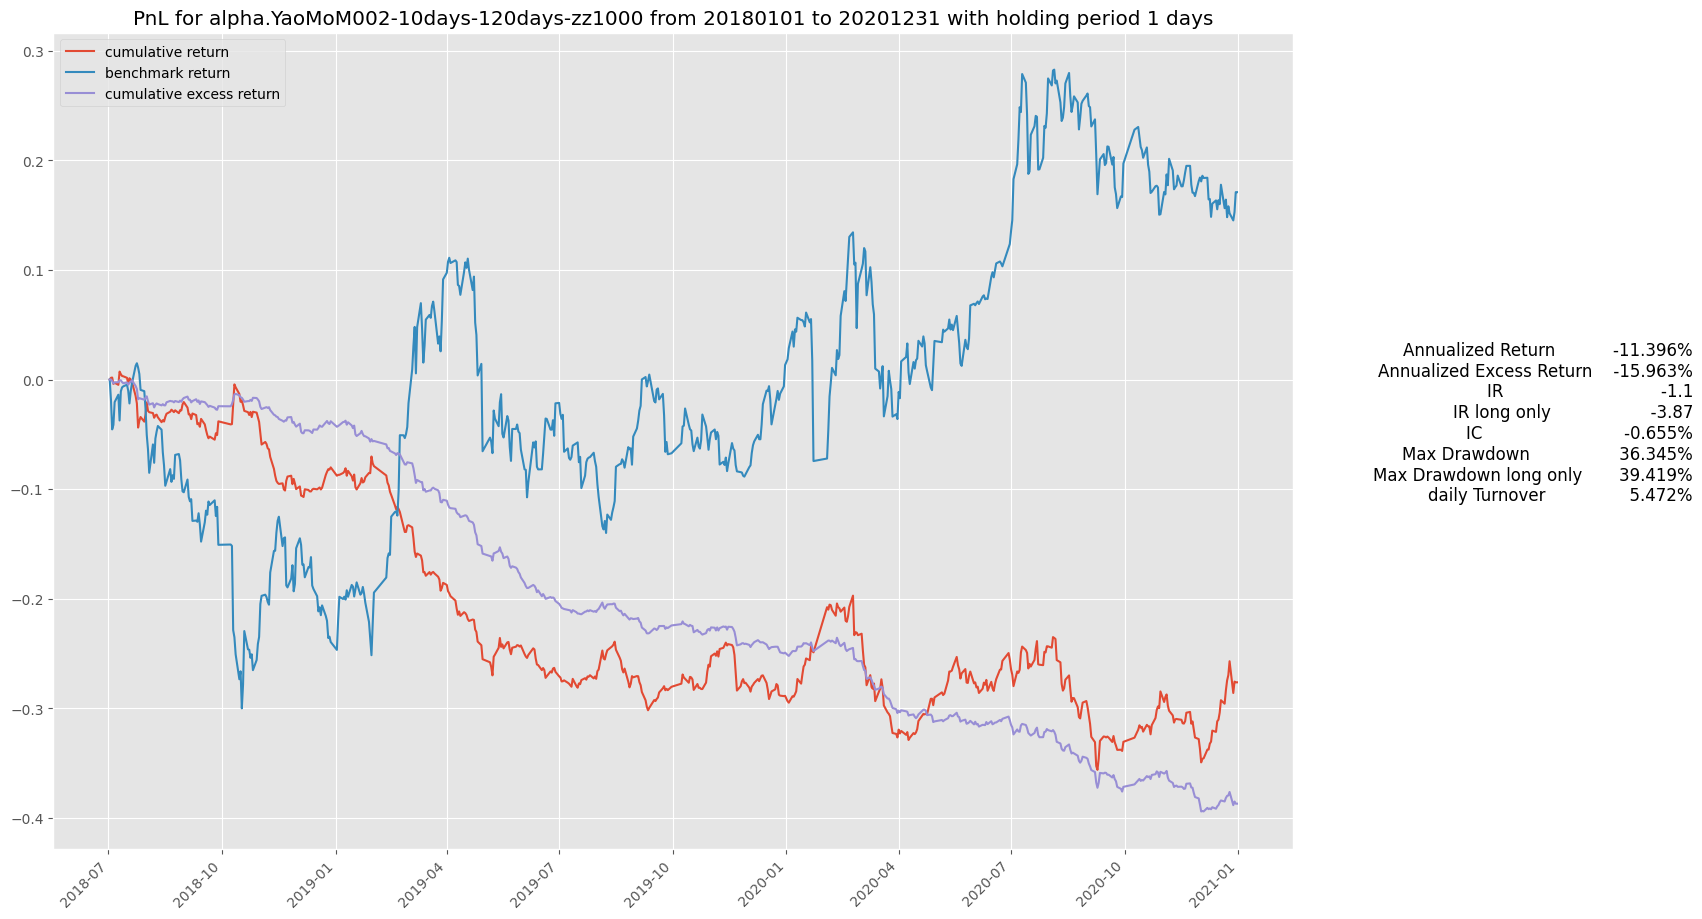 PnL for alpha.YaoMoM002-10days-120days-zz1000 from 20180101 to 20201231 with holding period 1 days
cumulative return
benchmark return
cumulative excess return
0.3
0.2
0.1
0.0
−0.1
−0.2
−0.3
−0.4
2018-07
2018-10
2019-01
2019-04
2019-07
2019-10
2020-01
2020-04
2020-07
2020-10
2021-01
Annualized Return -11.396%
Annualized Excess Return -15.963%
IR -1.1
IR long only -3.87
IC -0.655%
Max Drawdown 36.345%
Max Drawdown long only 39.419%
daily Turnover 5.472%